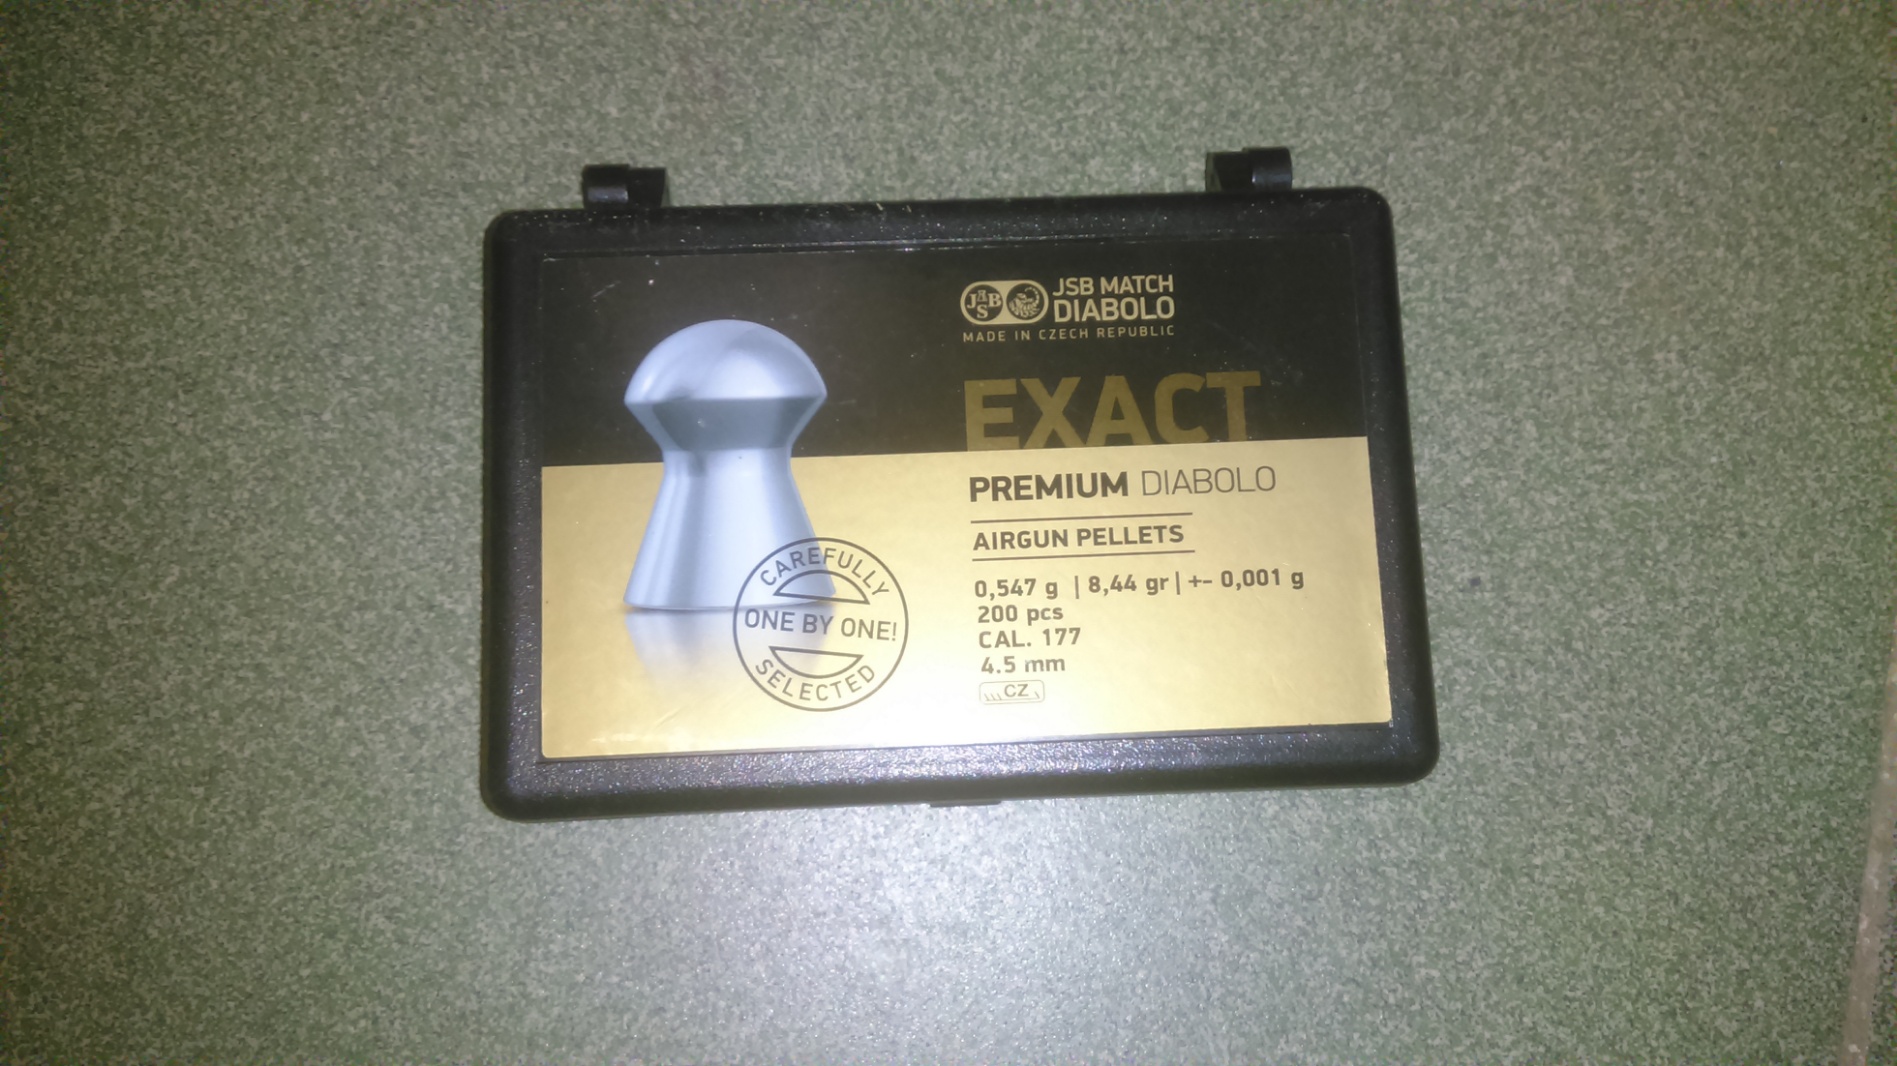 JSB
JSB MATCH
DIABOLO
MADE IN CZECH REPUBLIC
EXACT
PREMIUM DIABOLO
AIRGUN PELLETS
0,547 g | 8,44 gr | +- 0,001 g
200 pcs
CAL. 177
4.5 mm
CZ
CAREFULLY
ONE BY ONE!
SELECTED